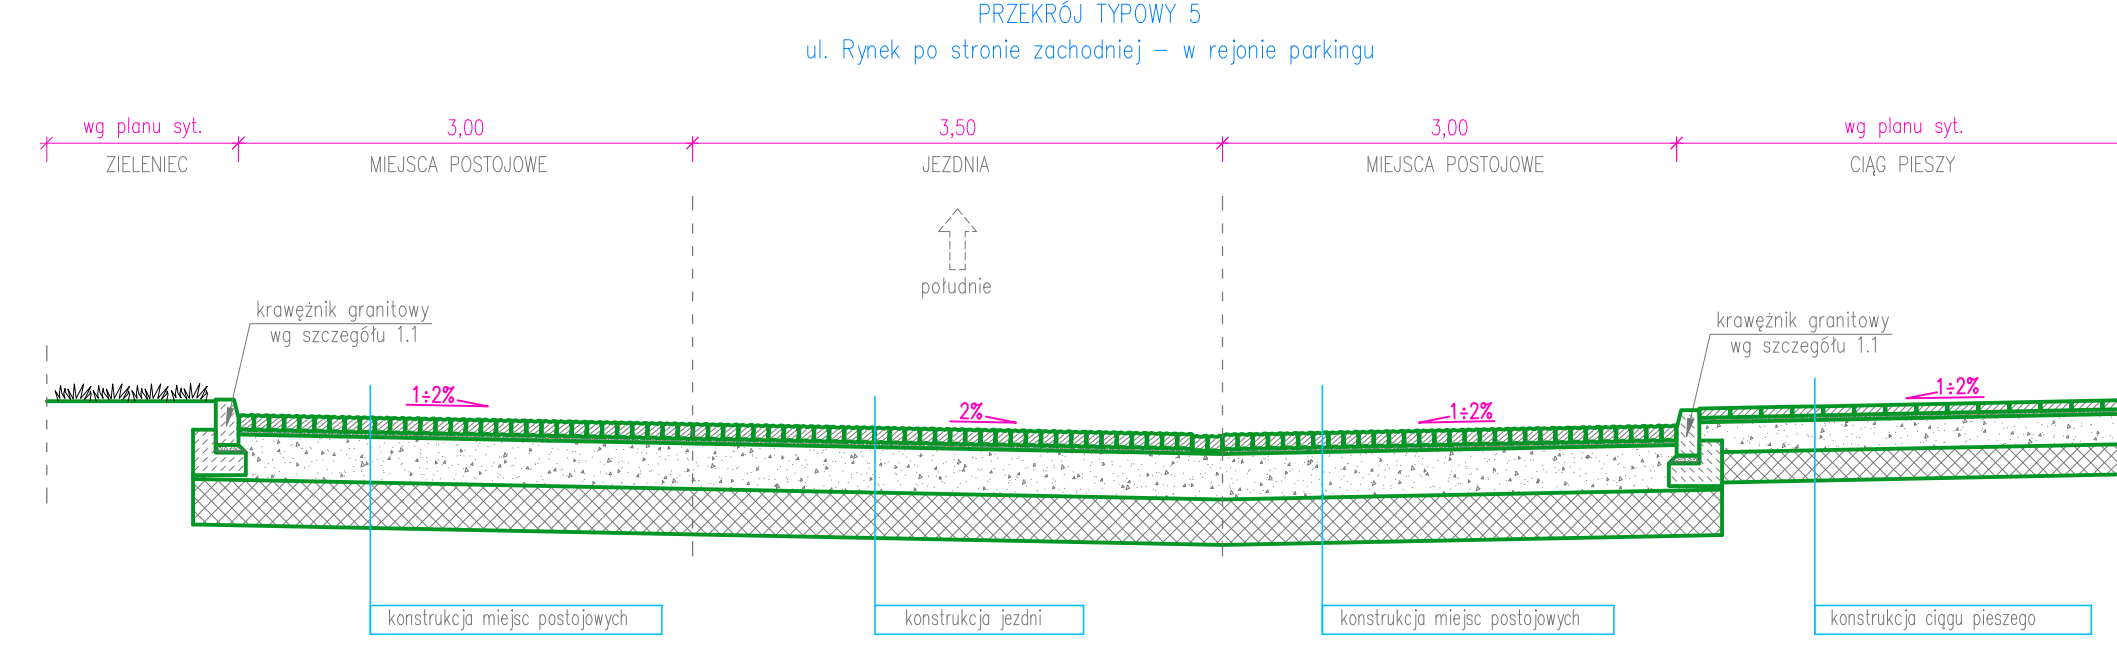 PRZEKRÓJ TYPOWY 5
ul. Rynek po stronie zachodniej – w rejonie parkingu
wg planu syt. 3,00 3,50 3,00 wg planu syt.
ZIELENIEC MIEJSCA POSTOJOWE JEZDNIA MIEJSCA POSTOJOWE CIĄG PIESZY
południe
krawężnik granitowy
wg szczegółu 1.1
krawężnik granitowy
wg szczegółu 1.1
1÷2% 2% 1÷2% 1÷2%
konstrukcja miejsc postojowych konstrukcja jezdni konstrukcja miejsc postojowych konstrukcja ciągu pieszego